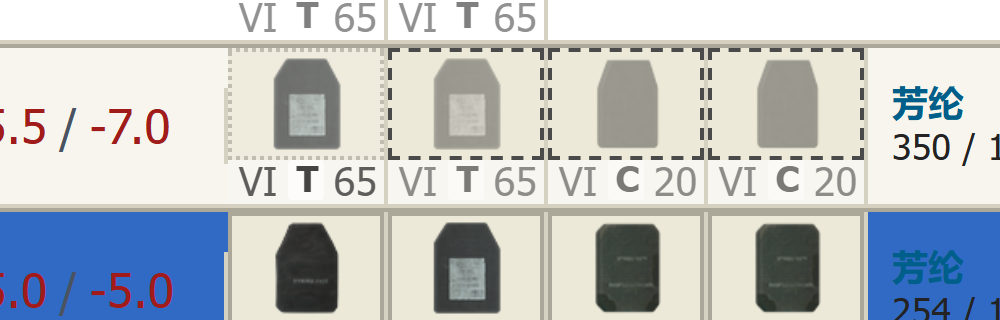 VI T 65 VI T 65
5.5 / -7.0 VI T 65 VI T 65 VI C 20 VI C 20 芳纶
350 / 1
5.0 / -5.0 芳纶
254 / 1